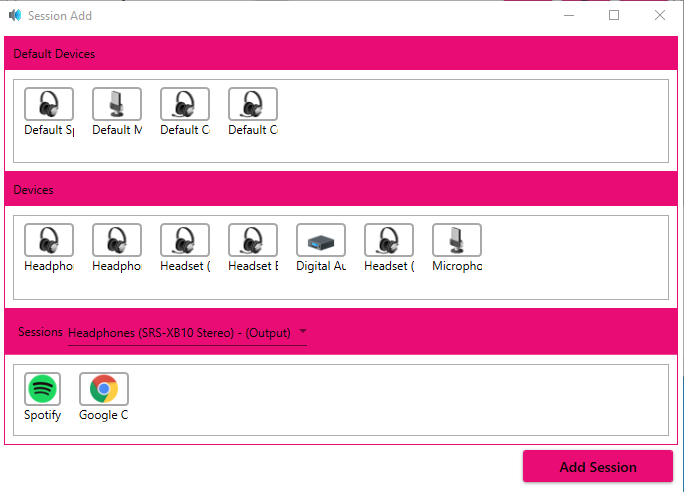 Session Add
Default Devices
Default Sp
Default M
Default C
Default C
Devices
Headpho
Headpho
Headset (
Headset E
Digital Au
Headset (
Micropho
Sessions Headphones (SRS-XB10 Stereo) - (Output)
Spotify
Google C
Add Session